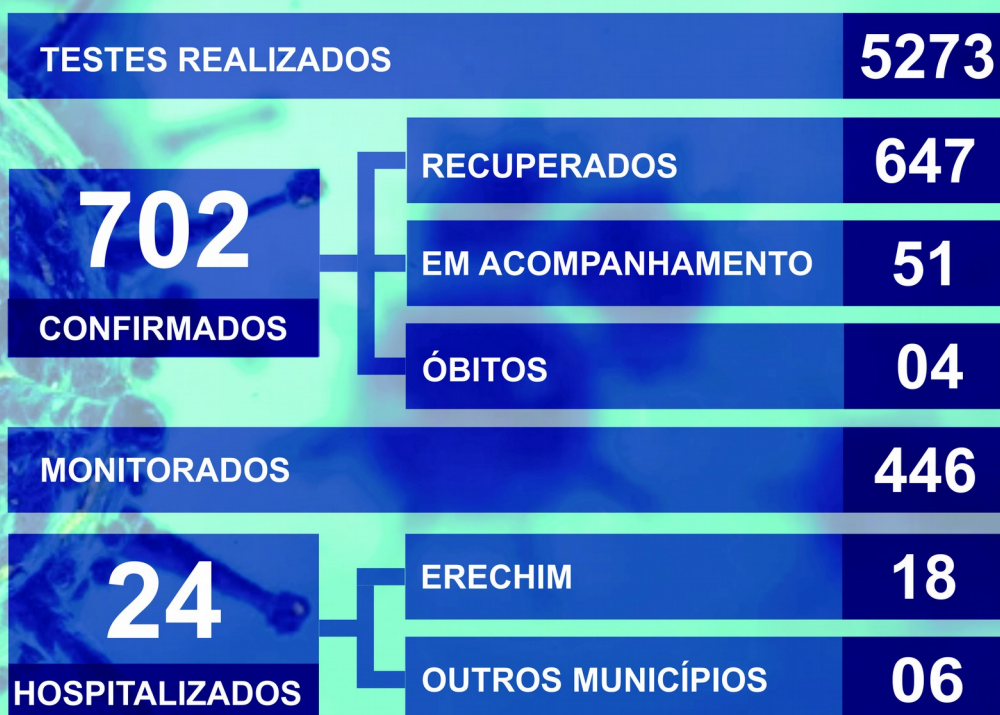 TESTES REALIZADOS 5273
702
CONFIRMADOS
RECUPERADOS 647
EM ACOMPANHAMENTO 51
ÓBITOS 04
MONITORADOS 446
24
HOSPITALIZADOS
ERECHIM 18
OUTROS MUNICÍPIOS 06